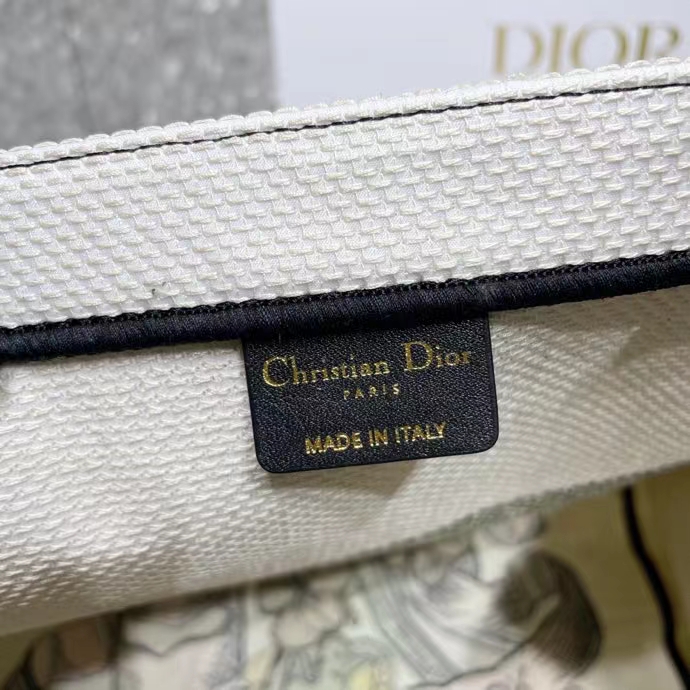 DIOR
Christian Dior
PARIS
MADE IN ITALY